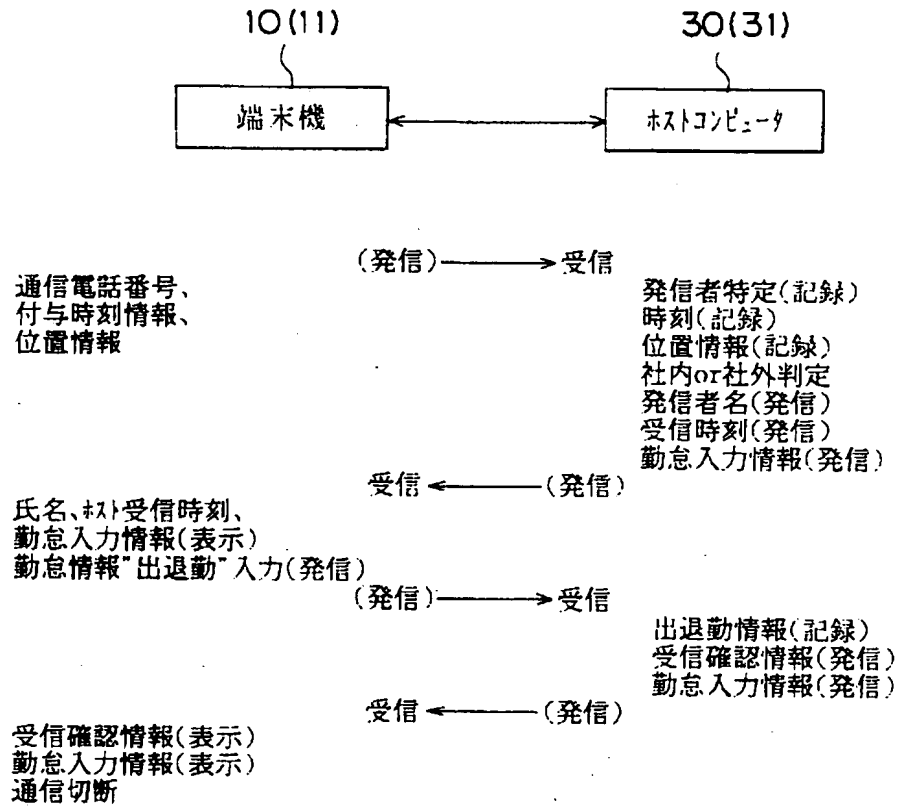 10(11)
30(31)
端末機
ホストコンピュータ
(発信)
受信
通信電話番号、
付与時刻情報、
位置情報
発信者特定(記録)
時刻(記録)
位置情報(記録)
社内or社外判定
発信者名(発信)
受信時刻(発信)
勤怠入力情報(発信)
受信
(発信)
氏名、ホスト受信時刻、
勤怠入力情報(表示)
勤怠情報"出退勤"入力(発信)
(発信)
受信
出退勤情報(記録)
受信確認情報(発信)
勤怠入力情報(発信)
受信
(発信)
受信確認情報(表示)
勤怠入力情報(表示)
通信切断